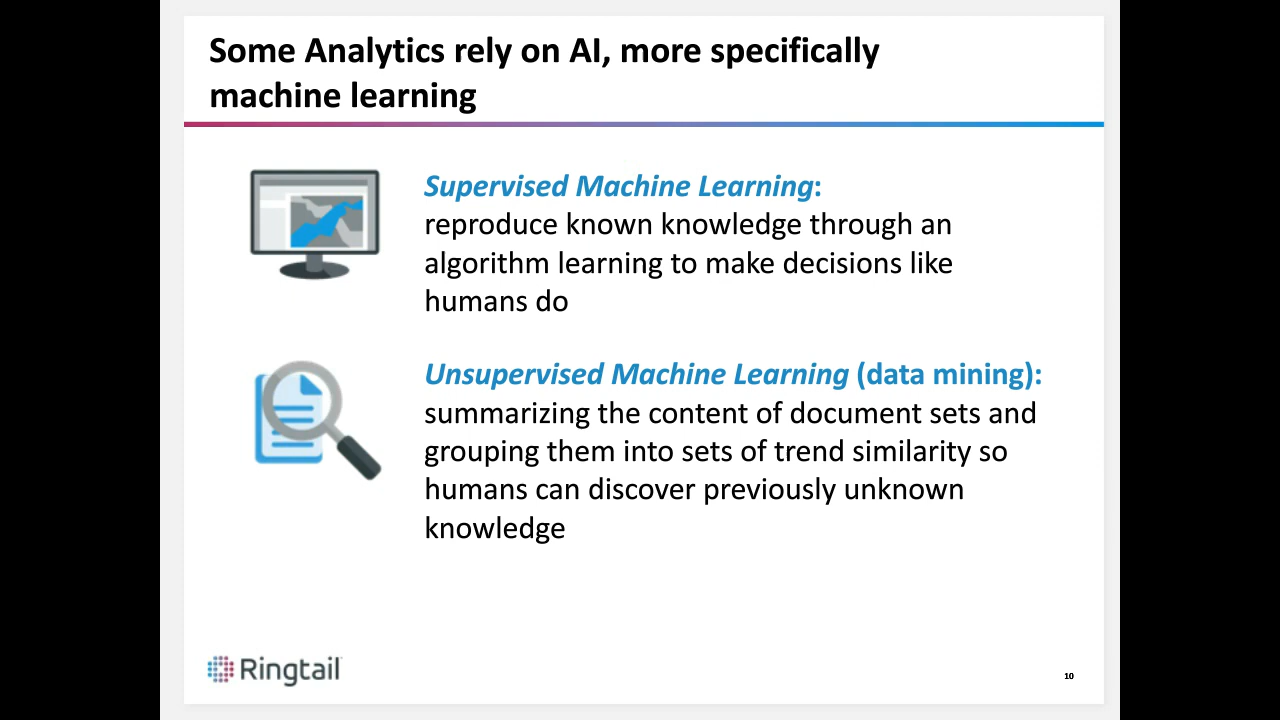 Some Analytics rely on AI, more specifically
machine learning
Supervised Machine Learning:
reproduce known knowledge through an
algorithm learning to make decisions like
humans do
Unsupervised Machine Learning (data mining):
summarizing the content of document sets and
grouping them into sets of trend similarity so
humans can discover previously unknown
knowledge
Ringtail
10